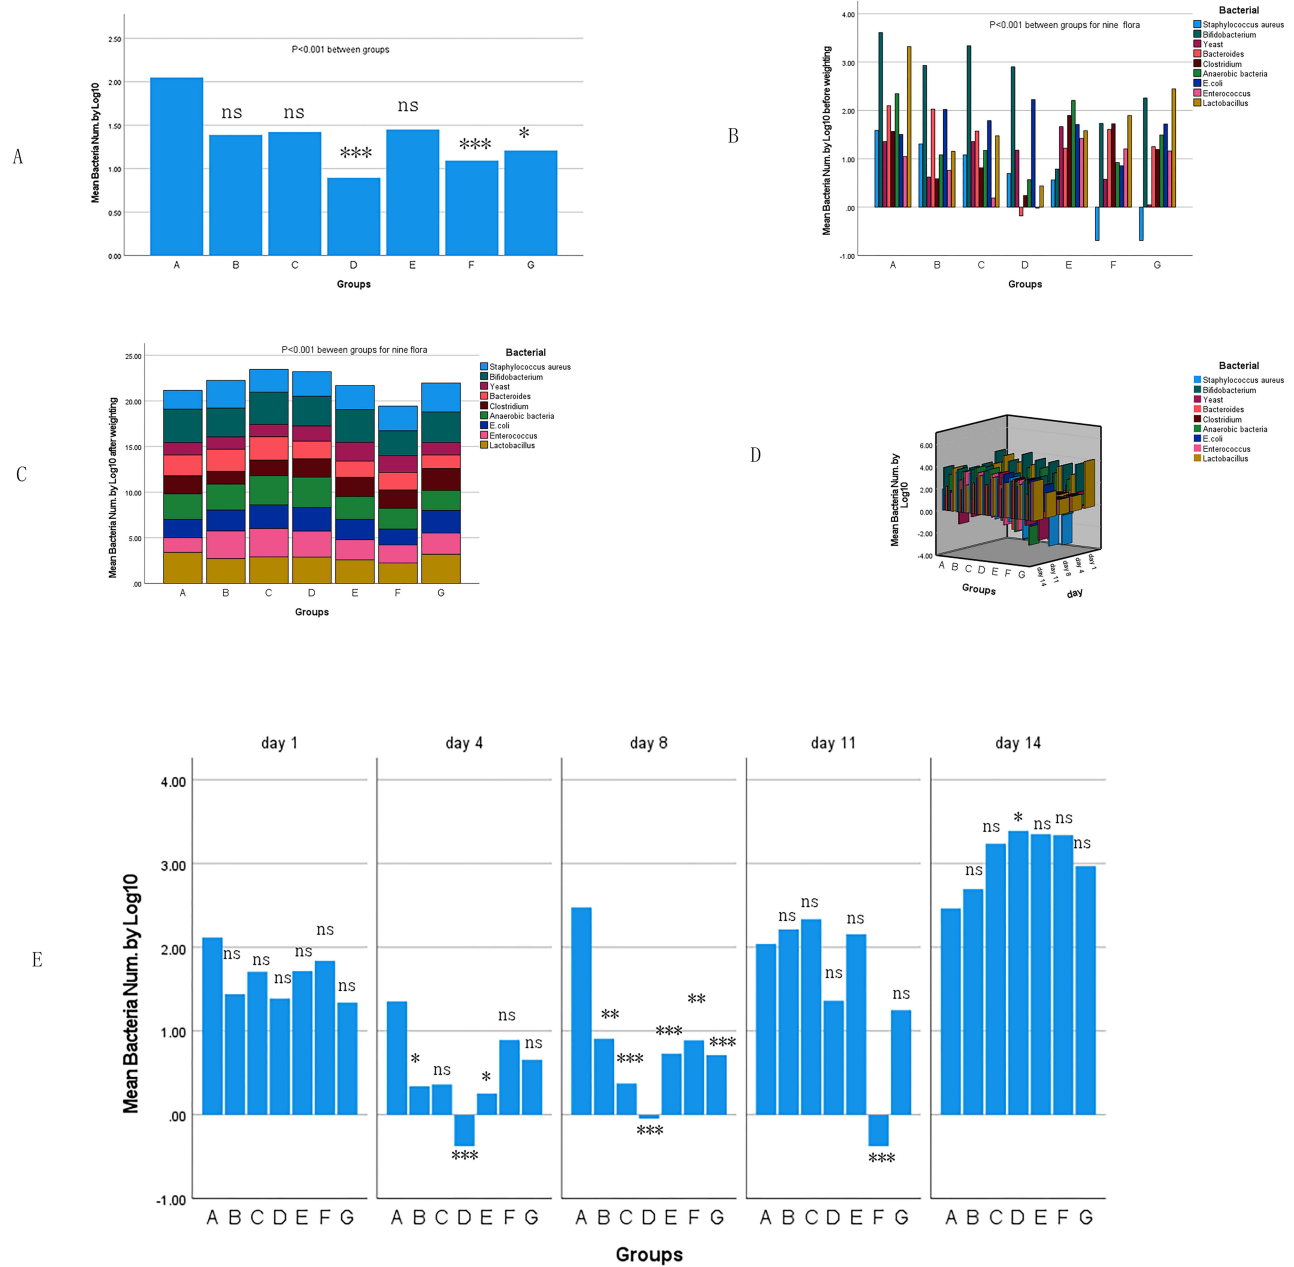 A
Mean Bacteria Num. by Log10
2.50
2.00
1.50
1.00
0.50
0.00
P<0.001 between groups
ns
ns
***
ns
***
*
A B C D E F G
Groups
B
Mean Bacteria Num. by Log10 before weighting
4.00
3.00
2.00
1.00
.00
-1.00
P<0.001 between groups for nine flora
A B C D E F G
Groups
Bacterial
Staphylococcus aureus
Bifidobacterium
Yeast
Bacteroides
Clostridium
Anaerobic bacteria
E.coli
Enterococcus
Lactobacillus
C
Mean Bacteria Num. by Log10 after weighting
25.00
20.00
15.00
10.00
5.00
.00
P<0.001 beween groups for nine flora
A B C D E F G
Groups
Bacterial
Staphylococcus aureus
Bifidobacterium
Yeast
Bacteroides
Clostridium
Anaerobic bacteria
E.coli
Enterococcus
Lactobacillus
D
Mean Bacteria Num. by
Log10
6.00
4.00
2.00
0.00
-2.00
-4.00
A B C D E F G
Groups
day 14
day 11
day 8
day 4
day 1
day
Bacterial
Staphylococcus aureus
Bifidobacterium
Yeast
Bacteroides
Clostridium
Anaerobic bacteria
E.coli
Enterococcus
Lactobacillus
E
Mean Bacteria Num. by Log10
4.00
3.00
2.00
1.00
.00
-1.00
day 1
ns
ns
ns
ns
ns
ns
A B C D E F G
day 4
*
ns
***
*
ns
ns
A B C D E F G
day 8
**
***
***
***
**
***
A B C D E F G
day 11
ns
ns
ns
ns
***
ns
A B C D E F G
day 14
ns
ns
*
ns
ns
ns
A B C D E F G
Groups